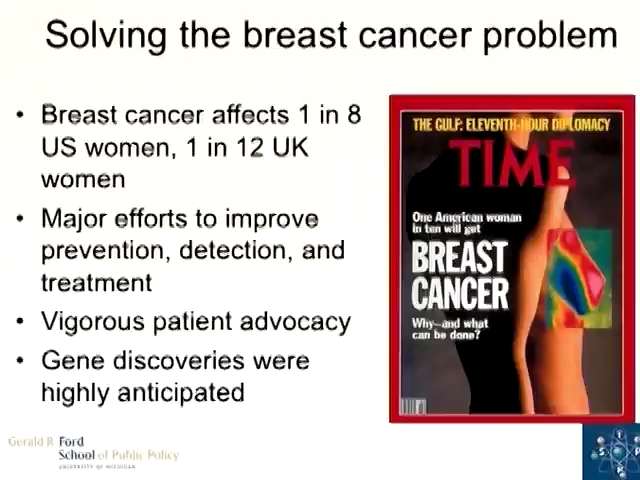 Solving the breast cancer problem
• Breast cancer affects 1 in 8
US women, 1 in 12 UK
women
• Major efforts to improve
prevention, detection, and
treatment
• Vigorous patient advocacy
• Gene discoveries were
highly anticipated
THE GULF: ELEVENTH-HOUR DIPLOMACY
TIME
One American woman
in ten will get
BREAST
CANCER
Why—and what
can be done?
Gerald R Ford
School of Public Policy
UNIVERSITY OF MICHIGAN
T
S P
P